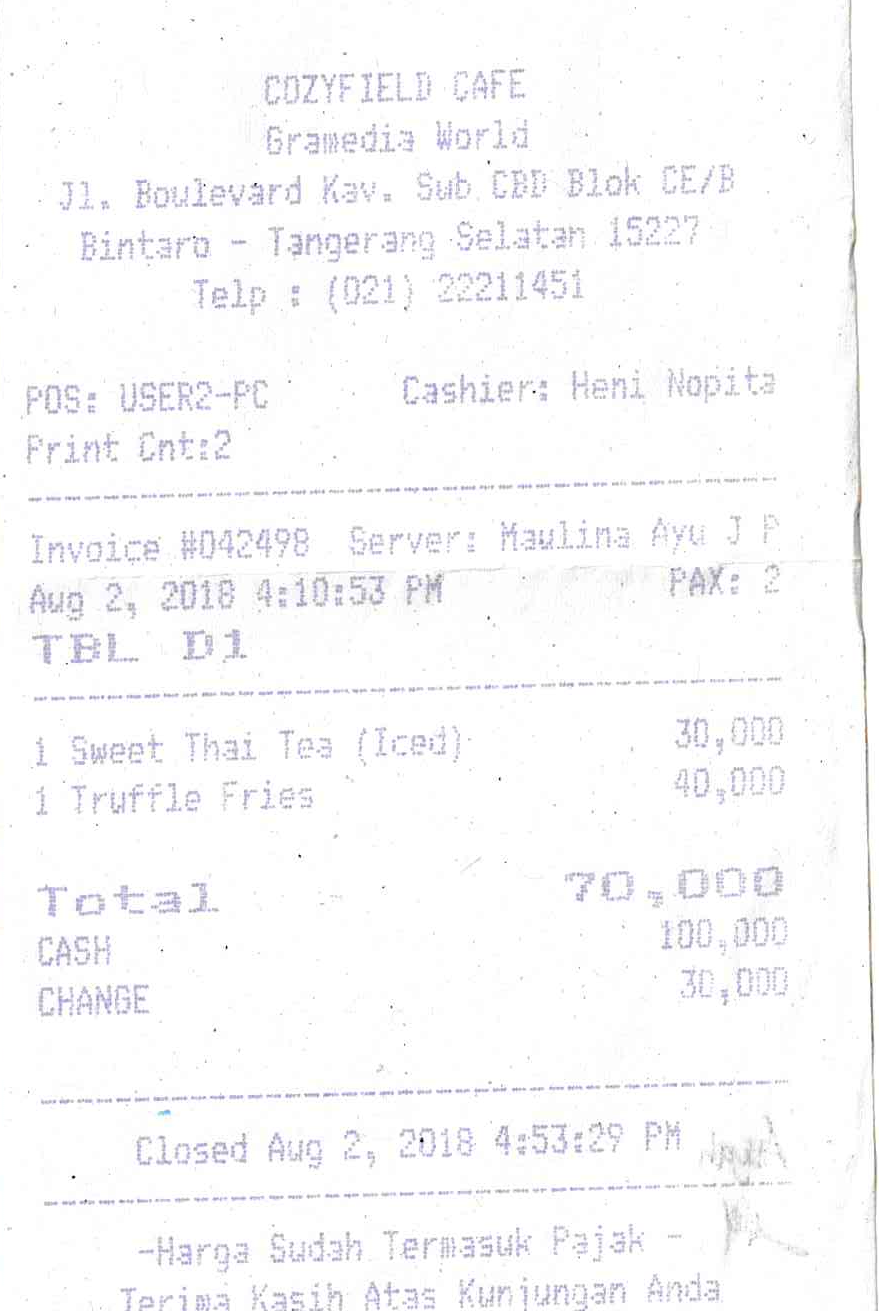 COZYFIELD CAFE
Gramedia World
Jl. Boulevard Kav. Sub CBD Blok CE/B
Bintaro - Tangerang Selatan 15227
Telp : (021) 22211451
POS: USER2-PC Cashier: Heni Nopita
Print Cnt:2
Invoice #042498 Server: Maulina Ayu J P
Aug 2, 2018 4:10:53 PM PAX: 2
TBL D1
1 Sweet Thai Tea (Iced) 30,000
1 Truffle Fries 40,000
Total 70,000
CASH 100,000
CHANGE 30,000
Closed Aug 2, 2018 4:53:29 PM
-Harga Sudah Termasuk Pajak -
Terima Kasih Atas Kunjungan Anda